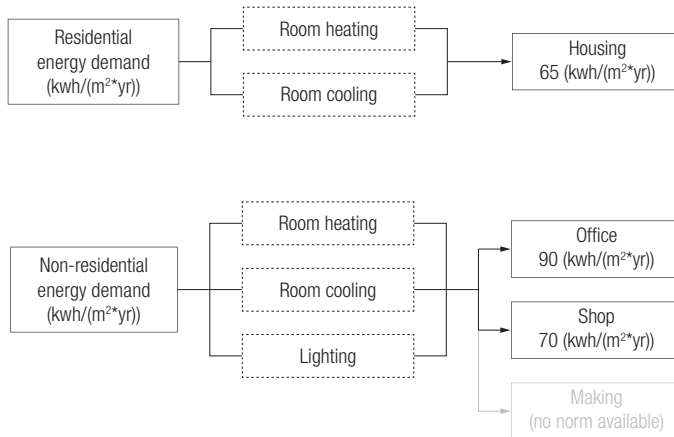 Residential
energy demand
(kwh/(m²*yr))
Room heating
Room cooling
Housing
65 (kwh/(m²*yr))
Non-residential
energy demand
(kwh/(m²*yr))
Room heating
Room cooling
Lighting
Office
90 (kwh/(m²*yr))
Shop
70 (kwh/(m²*yr))
Making
(no norm available)